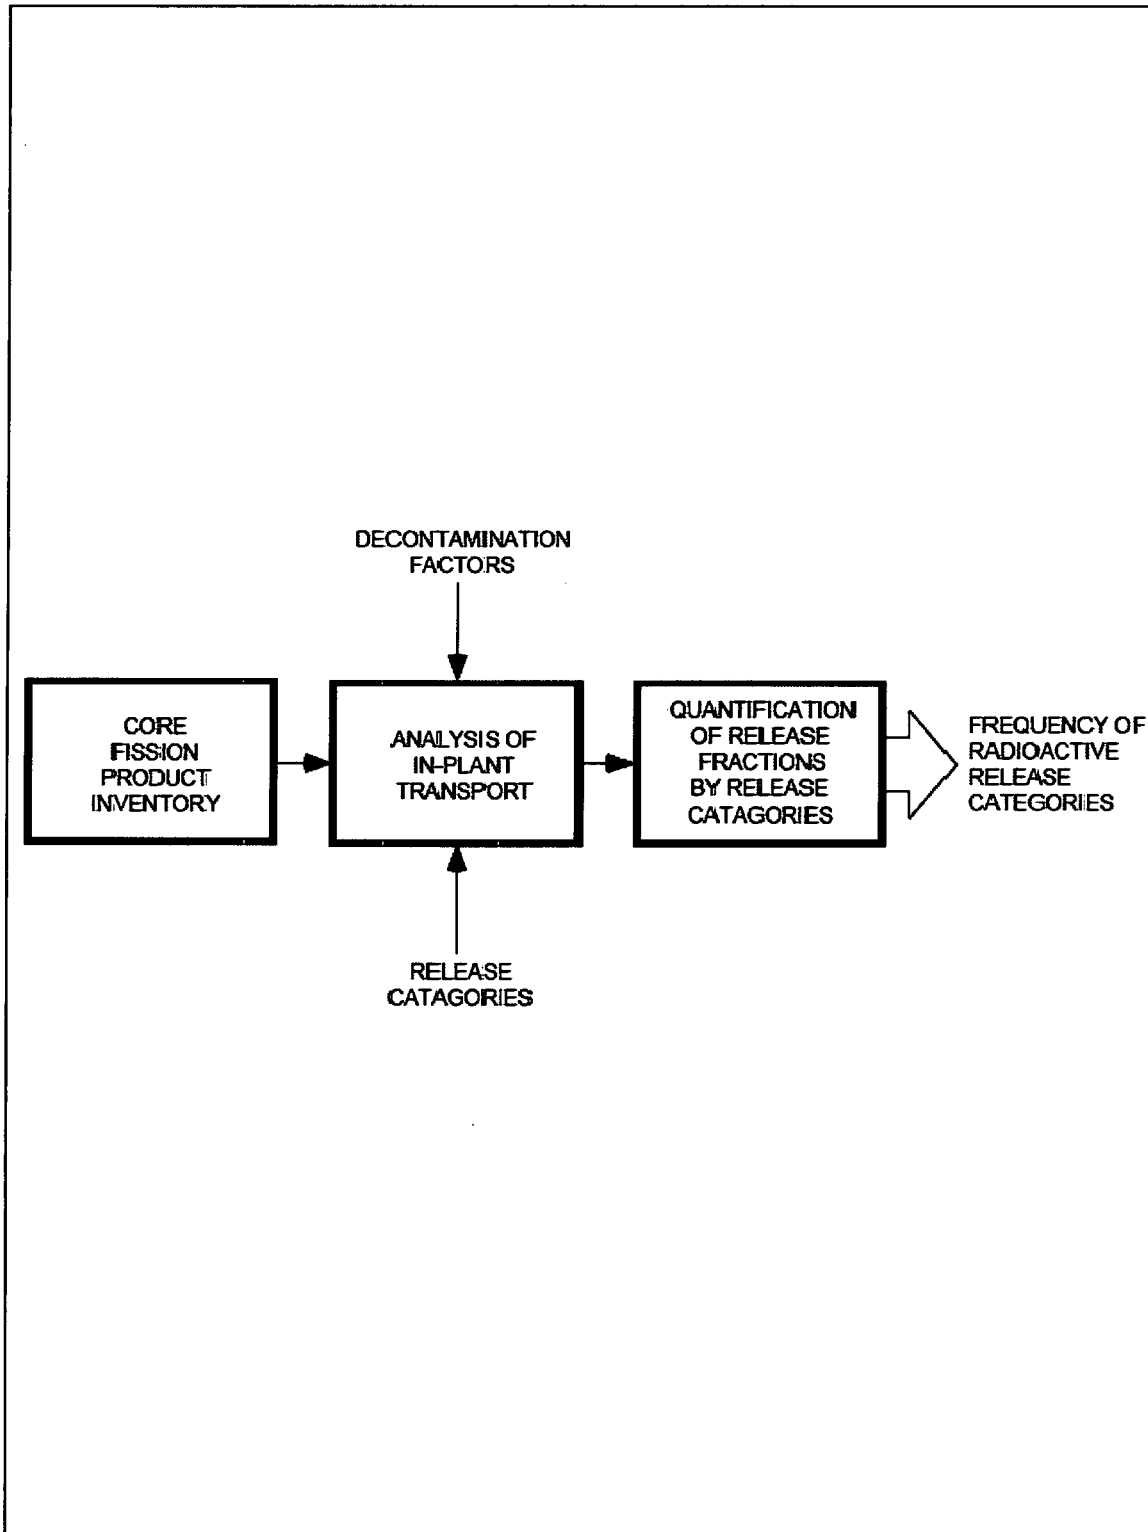 DECONTAMINATION
FACTORS
CORE
FISSION
PRODUCT
INVENTORY
ANALYSIS OF
IN-PLANT
TRANSPORT
QUANTIFICATION
OF RELEASE
FRACTIONS
BY RELEASE
CATAGORIES
FREQUENCY OF
RADIOACTIVE
RELEASE
CATEGORIES
RELEASE
CATAGORIES